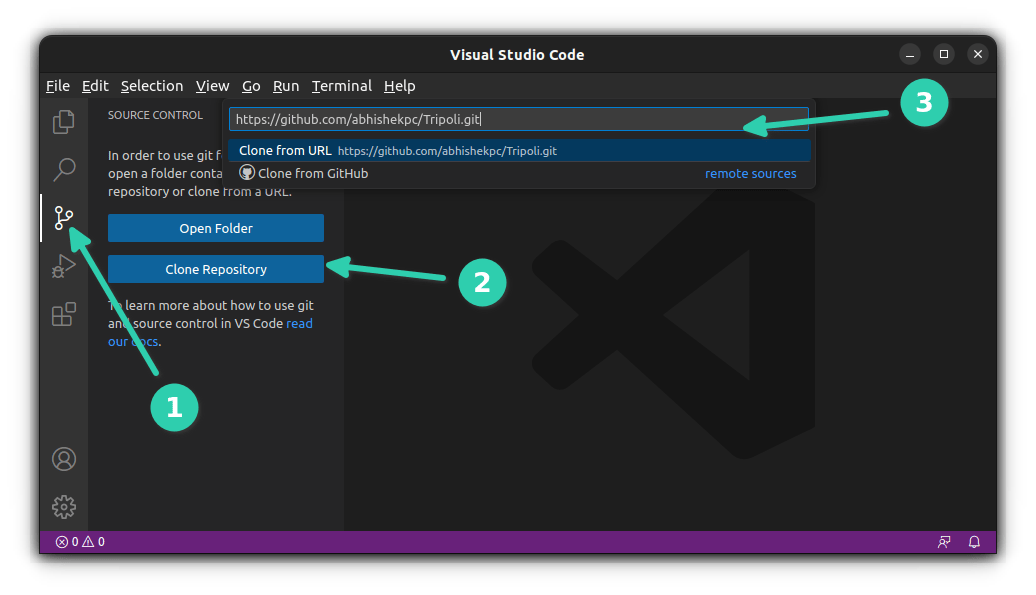 Visual Studio Code
File Edit Selection View Go Run Terminal Help
3
SOURCE CONTROL
https://github.com/abhishekpc/Tripoli.git
Clone from URL https://github.com/abhishekpc/Tripoli.git
Clone from GitHub remote sources
In order to use git
open a folder
repository or clone from a URL.
Open Folder
Clone Repository
2
To learn more about how to use git
and source control in VS Code read
our docs.
1
0 0